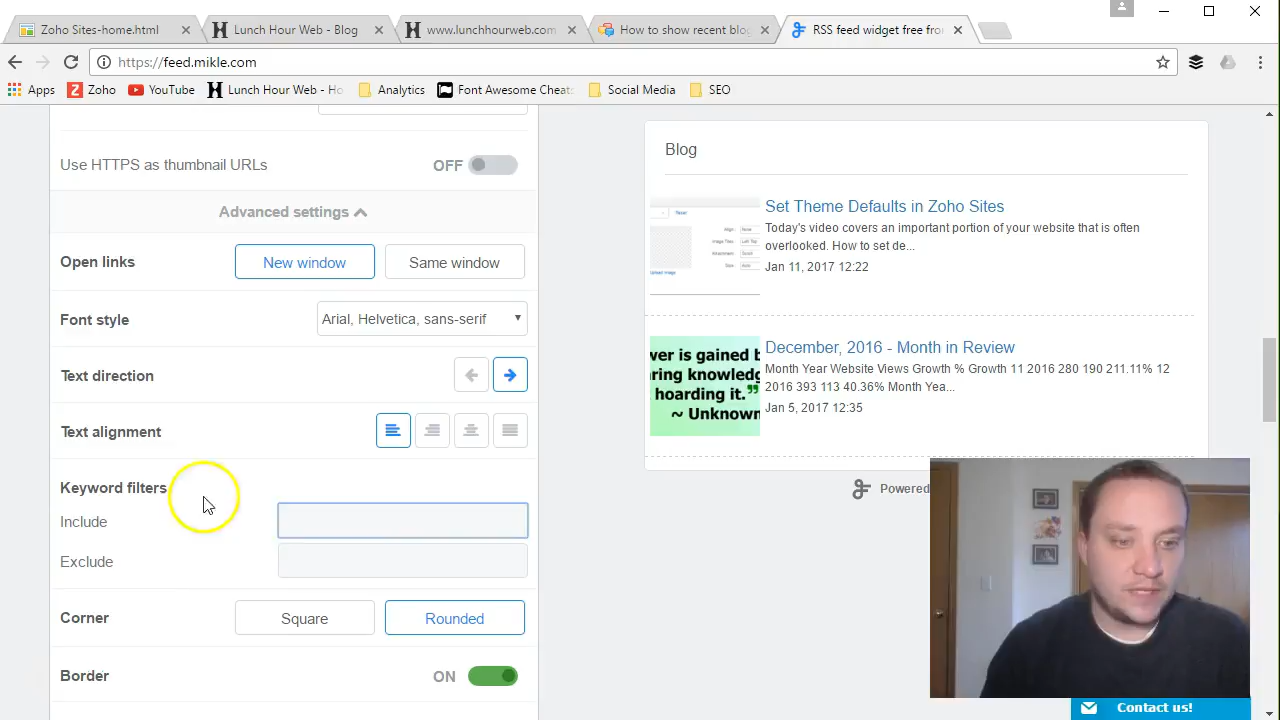 Zoho Sites home.html
Lunch Hour Web - Blog
www.lunchhourweb.com
How to show recent blog
RSS feed widget free fro
https://feed.mikle.com
Apps
Zoho
YouTube
Lunch Hour Web - Ho
Analytics
Font Awesome Cheat
Social Media
SEO
Use HTTPS as thumbnail URLs
OFF
Advanced settings
Open links
New window
Same window
Font style
Arial, Helvetica, sans-serif
Text direction
Text alignment
Keyword filters
Include
Exclude
Corner
Square
Rounded
Border
ON
Blog
Set Theme Defaults in Zoho Sites
Today's video covers an important portion of your website that is often
overlooked. How to set de...
Jan 11, 2017 12:22
ver is gained b
ring knowledg
hoarding it.”
~ Unknown
December, 2016 - Month in Review
Month Year Website Views Growth % Growth 11 2016 280 190 211.11% 12
2016 393 113 40.36% Month Yea...
Jan 5, 2017 12:35
Powered
Contact us!